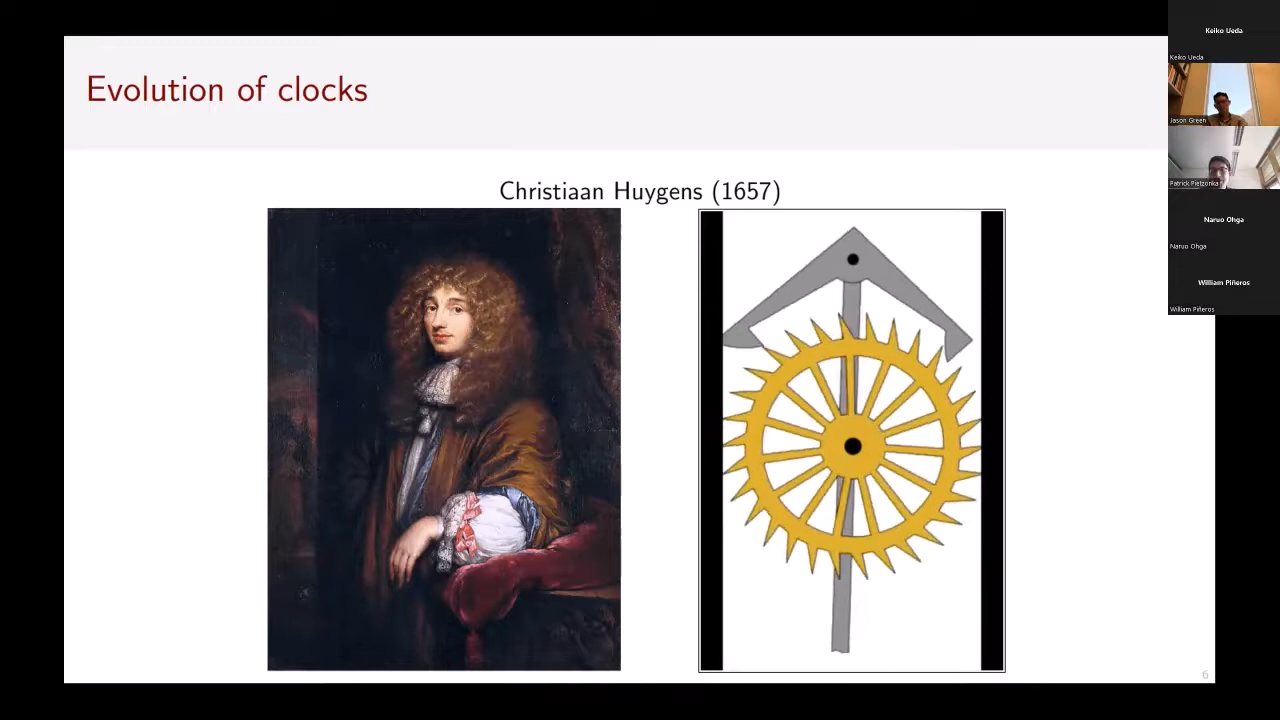 Evolution of clocks
Christiaan Huygens (1657)
6
Keiko Ueda
Keiko Ueda
Jason Green
Patrick Pietzonka
Naruo Ohga
Naruo Ohga
William Piñeros
William Piñeros